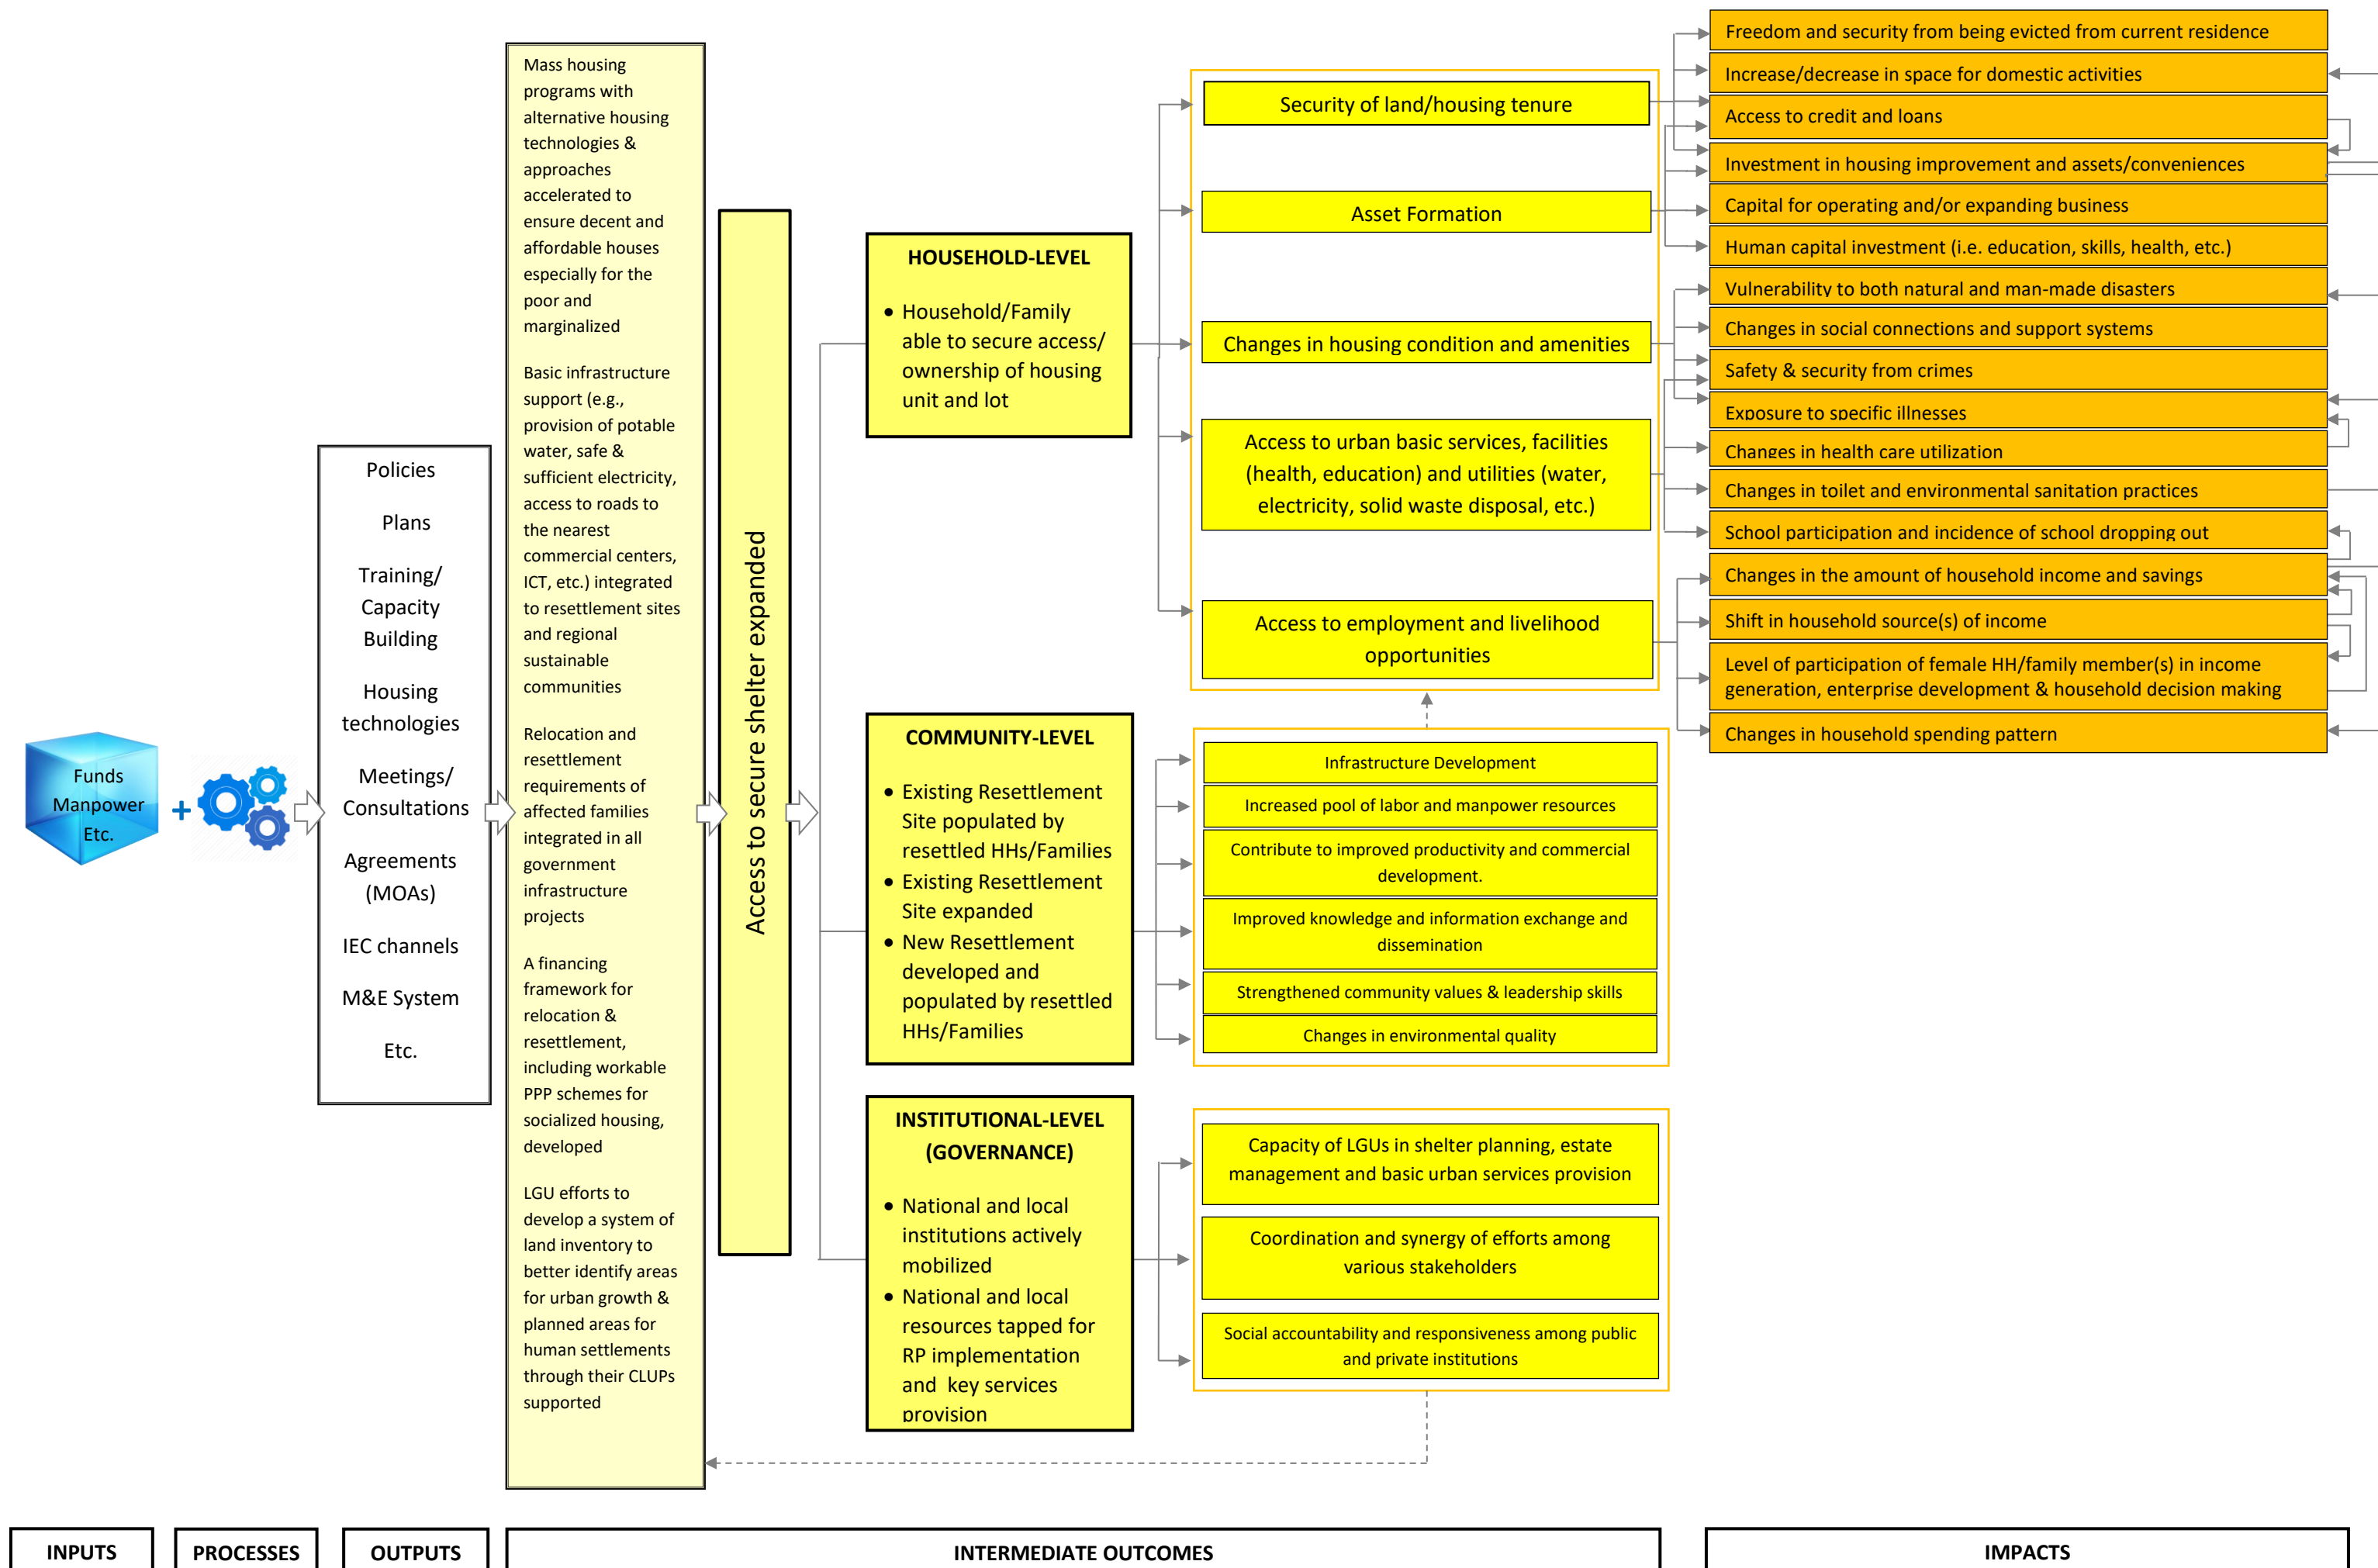 Funds
Manpower
Etc.
+
Policies
Plans
Training/
Capacity
Building
Housing
technologies
Meetings/
Consultations
Agreements
(MOAs)
IEC channels
M&E System
Etc.
Mass housing
programs with
alternative housing
technologies &
approaches
accelerated to
ensure decent and
affordable houses
especially for the
poor and
marginalized
Basic infrastructure
support (e.g.,
provision of potable
water, safe &
sufficient electricity,
access to roads to
the nearest
commercial centers,
ICT, etc.) integrated
to resettlement sites
and regional
sustainable
communities
Relocation and
resettlement
requirements of
affected families
integrated in all
government
infrastructure
projects
A financing
framework for
relocation &
resettlement,
including workable
PPP schemes for
socialized housing,
developed
LGU efforts to
develop a system of
land inventory to
better identify areas
for urban growth &
planned areas for
human settlements
through their CLUPs
supported
Access to secure shelter expanded
HOUSEHOLD-LEVEL
• Household/Family
able to secure access/
ownership of housing
unit and lot
COMMUNITY-LEVEL
• Existing Resettlement
Site populated by
resettled HHs/Families
• Existing Resettlement
Site expanded
• New Resettlement
developed and
populated by resettled
HHs/Families
INSTITUTIONAL-LEVEL
(GOVERNANCE)
• National and local
institutions actively
mobilized
• National and local
resources tapped for
RP implementation
and key services
provision
Security of land/housing tenure
Asset Formation
Changes in housing condition and amenities
Access to urban basic services, facilities
(health, education) and utilities (water,
electricity, solid waste disposal, etc.)
Access to employment and livelihood
opportunities
Infrastructure Development
Increased pool of labor and manpower resources
Contribute to improved productivity and commercial
development.
Improved knowledge and information exchange and
dissemination
Strengthened community values & leadership skills
Changes in environmental quality
Capacity of LGUs in shelter planning, estate
management and basic urban services provision
Coordination and synergy of efforts among
various stakeholders
Social accountability and responsiveness among public
and private institutions
Freedom and security from being evicted from current residence
Increase/decrease in space for domestic activities
Access to credit and loans
Investment in housing improvement and assets/conveniences
Capital for operating and/or expanding business
Human capital investment (i.e. education, skills, health, etc.)
Vulnerability to both natural and man-made disasters
Changes in social connections and support systems
Safety & security from crimes
Exposure to specific illnesses
Changes in health care utilization
Changes in toilet and environmental sanitation practices
School participation and incidence of school dropping out
Changes in the amount of household income and savings
Shift in household source(s) of income
Level of participation of female HH/family member(s) in income
generation, enterprise development & household decision making
Changes in household spending pattern
INPUTS
PROCESSES
OUTPUTS
INTERMEDIATE OUTCOMES
IMPACTS